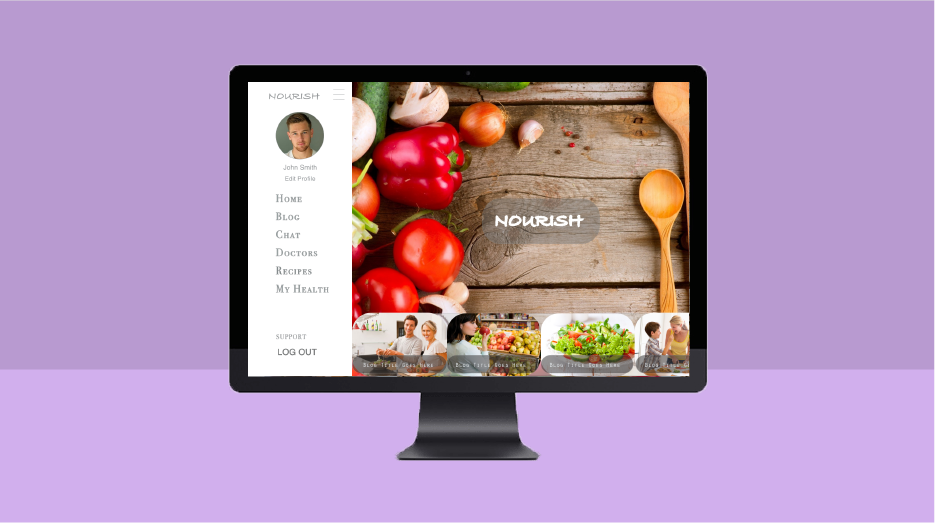 NOURISH
John Smith
Edit Profile
Home
Blog
Chat
Doctors
Recipes
My Health
SUPPORT
LOG OUT
NOURISH
Blog Title Goes Here
Blog Title Goes Here
Blog Title Goes Here
Blog Title